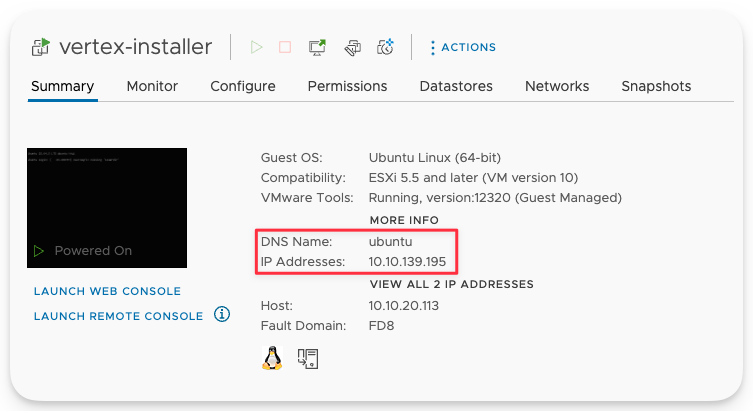 vertex-installer
ACTIONS
Summary Monitor Configure Permissions Datastores Networks Snapshots
Guest OS: Ubuntu Linux (64-bit)
Compatibility: ESXi 5.5 and later (VM version 10)
VMware Tools: Running, version:12320 (Guest Managed)
MORE INFO
DNS Name: ubuntu
IP Addresses: 10.10.139.195
VIEW ALL 2 IP ADDRESSES
Host: 10.10.20.113
Fault Domain: FD8
Powered On
LAUNCH WEB CONSOLE
LAUNCH REMOTE CONSOLE